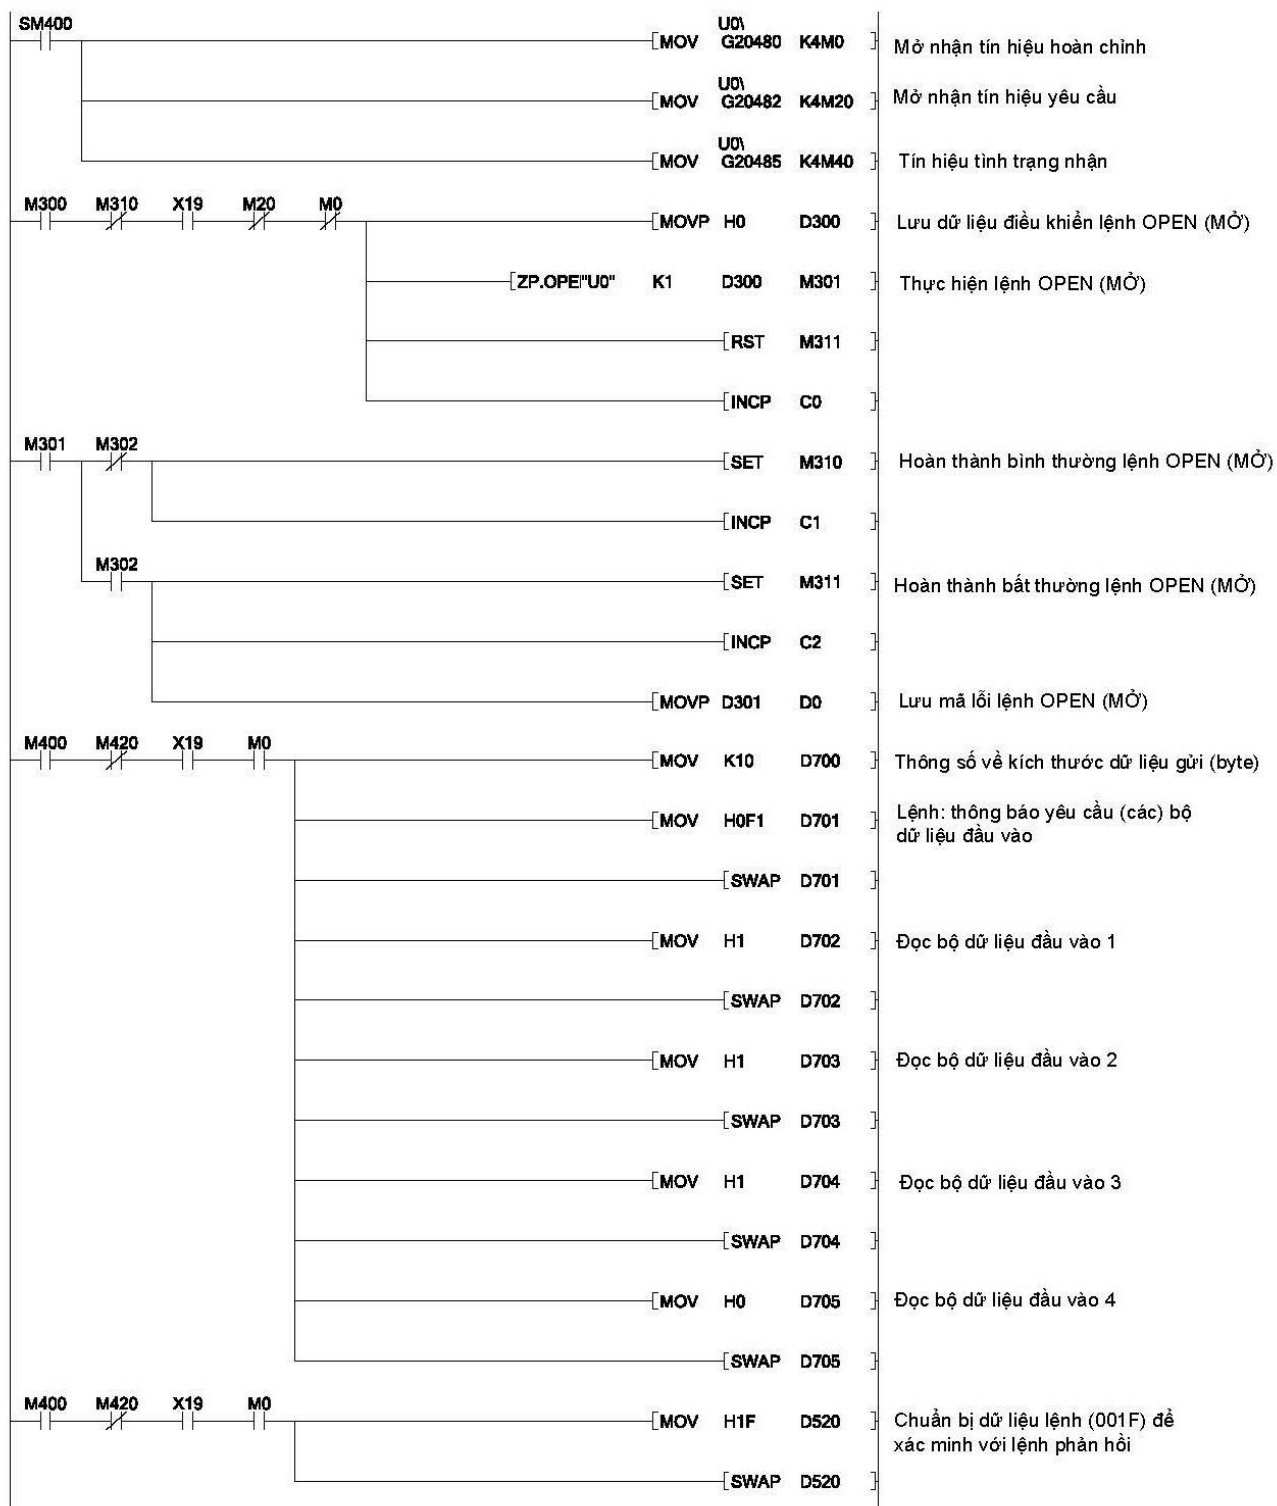 SM400
[MOV U0\G20480 K4M0 ] Mở nhận tín hiệu hoàn chỉnh
[MOV U0\G20482 K4M20 ] Mở nhận tín hiệu yêu cầu
[MOV U0\G20485 K4M40 ] Tín hiệu tình trạng nhận
M300 M310 X19 M20 M0
[MOVP H0 D300 ] Lưu dữ liệu điều khiển lệnh OPEN (MỞ)
[ZP.OPE "U0" K1 D300 M301 ] Thực hiện lệnh OPEN (MỞ)
[RST M311 ]
[INCP C0 ]
M301 M302
[SET M310 ] Hoàn thành bình thường lệnh OPEN (MỞ)
[INCP C1 ]
M302
[SET M311 ] Hoàn thành bất thường lệnh OPEN (MỞ)
[INCP C2 ]
[MOVP D301 D0 ] Lưu mã lỗi lệnh OPEN (MỞ)
M400 M420 X19 M0
[MOV K10 D700 ] Thông số về kích thước dữ liệu gửi (byte)
[MOV H0F1 D701 ] Lệnh: thông báo yêu cầu (các) bộ
dữ liệu đầu vào
[SWAP D701 ]
[MOV H1 D702 ] Đọc bộ dữ liệu đầu vào 1
[SWAP D702 ]
[MOV H1 D703 ] Đọc bộ dữ liệu đầu vào 2
[SWAP D703 ]
[MOV H1 D704 ] Đọc bộ dữ liệu đầu vào 3
[SWAP D704 ]
[MOV H0 D705 ] Đọc bộ dữ liệu đầu vào 4
[SWAP D705 ]
M400 M420 X19 M0
[MOV H1F D520 ] Chuẩn bị dữ liệu lệnh (001F) để
xác minh với lệnh phản hồi
[SWAP D520 ]